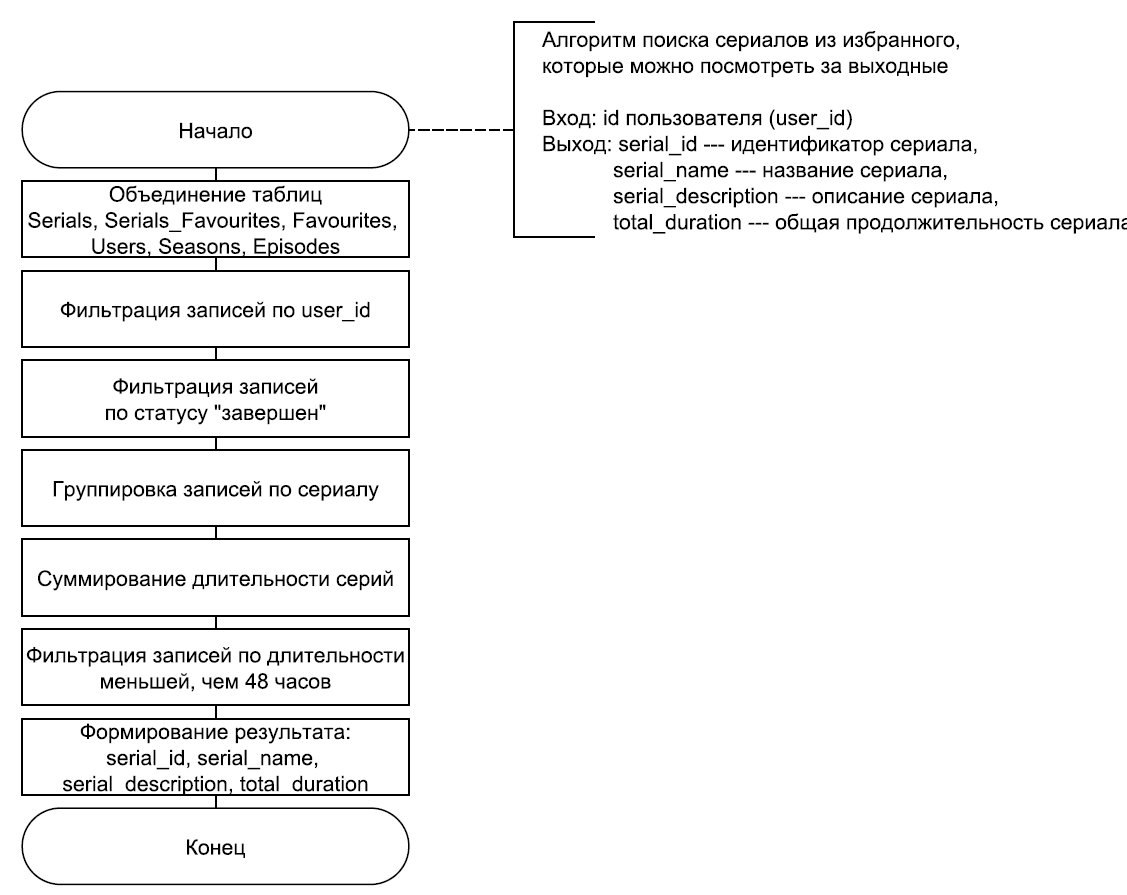 Алгоритм поиска сериалов из избранного,
которые можно посмотреть за выходные
Вход: id пользователя (user_id)
Выход: serial_id --- идентификатор сериала,
serial_name --- название сериала,
serial_description --- описание сериала,
total_duration --- общая продолжительность сериала
Начало
Объединение таблиц
Serials, Serials_Favourites, Favourites,
Users, Seasons, Episodes
Фильтрация записей по user_id
Фильтрация записей
по статусу "завершен"
Группировка записей по сериалу
Суммирование длительности серий
Фильтрация записей по длительности
меньшей, чем 48 часов
Формирование результата:
serial_id, serial_name,
serial_description, total_duration
Конец